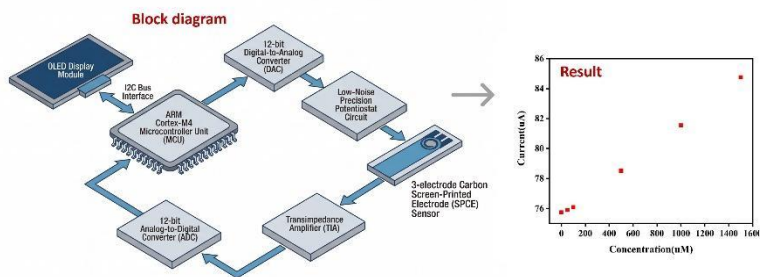 Block diagram
OLED Display
Module
I2C Bus
Interface
ARM
Cortex-M4
Microcontroller Unit
(MCU)
12-bit
Digital-to-Analog
Converter
(DAC)
Low-Noise
Precision
Potentiostat
Circuit
3-electrode Carbon
Screen-Printed
Electrode (SPCE)
Sensor
Transimpedance
Amplifier (TIA)
12-bit
Analog-to-Digital
Converter (ADC)
Result
Current(uA)
86
84
82
80
78
76
0 200 400 600 800 1000 1200 1400 1600
Concentration(uM)